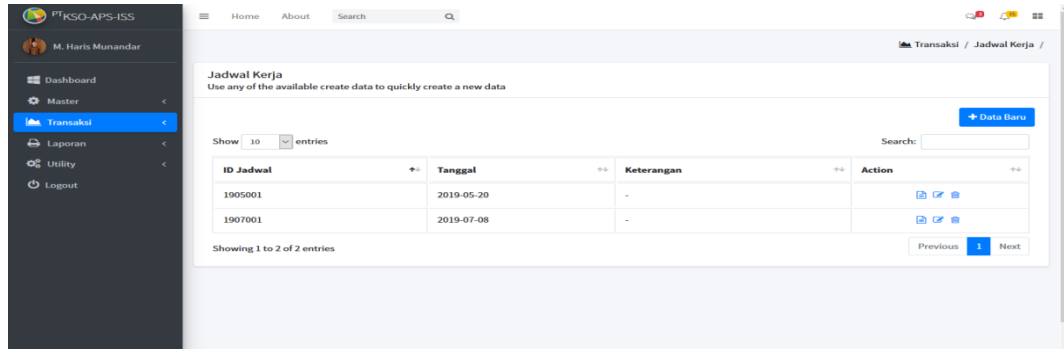 PTKSO-APS-ISS
Home About Search
M. Haris Munandar
Transaksi / Jadwal Kerja /
Dashboard
Master
Transaksi
Laporan
Utility
Logout
Jadwal Kerja
Use any of the available create data to quickly create a new data
+ Data Baru
Show 10 entries
Search:
ID Jadwal Tanggal Keterangan Action
1905001 2019-05-20 -
1907001 2019-07-08 -
Showing 1 to 2 of 2 entries
Previous 1 Next